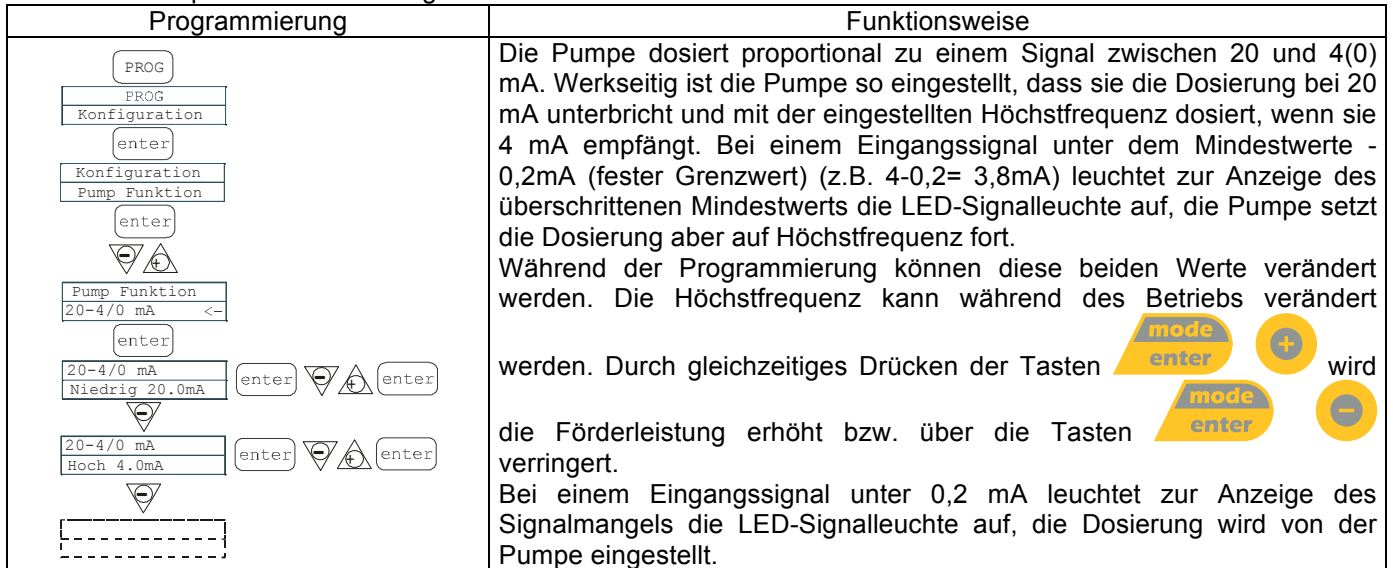 Programmierung
Funktionsweise
PROG
PROG
Konfiguration
enter
Konfiguration
Pump Funktion
enter
- +
Pump Funktion
20-4/0 mA <-
enter
20-4/0 mA
Niedrig 20.0mA
enter - + enter
-
20-4/0 mA
Hoch 4.0mA
enter - + enter
-
Die Pumpe dosiert proportional zu einem Signal zwischen 20 und 4(0)
mA. Werkseitig ist die Pumpe so eingestellt, dass sie die Dosierung bei 20
mA unterbricht und mit der eingestellten Höchstfrequenz dosiert, wenn sie
4 mA empfängt. Bei einem Eingangssignal unter dem Mindestwerte -
0,2mA (fester Grenzwert) (z.B. 4-0,2= 3,8mA) leuchtet zur Anzeige des
überschrittenen Mindestwerts die LED-Signalleuchte auf, die Pumpe setzt
die Dosierung aber auf Höchstfrequenz fort.
Während der Programmierung können diese beiden Werte verändert
werden. Die Höchstfrequenz kann während des Betriebs verändert
werden. Durch gleichzeitiges Drücken der Tasten mode enter + wird
die Förderleistung erhöht bzw. über die Tasten mode enter -
verringert.
Bei einem Eingangssignal unter 0,2 mA leuchtet zur Anzeige des
Signalmangels die LED-Signalleuchte auf, die Dosierung wird von der
Pumpe eingestellt.